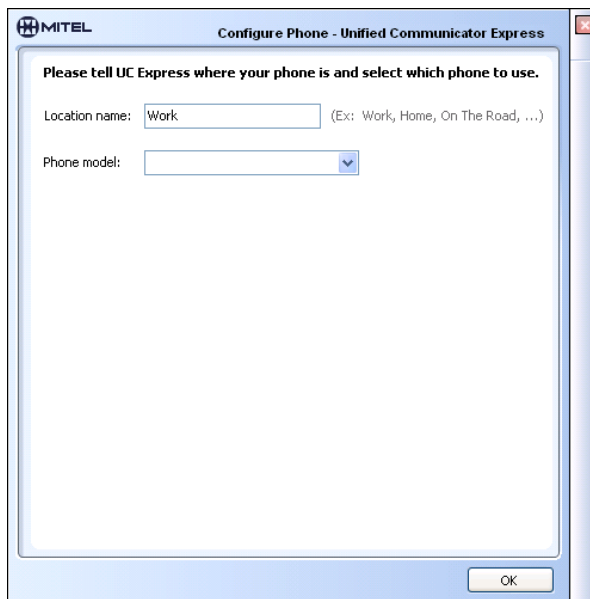 MITEL
Configure Phone - Unified Communicator Express
Please tell UC Express where your phone is and select which phone to use.
Location name: Work (Ex: Work, Home, On The Road, ...)
Phone model:
OK